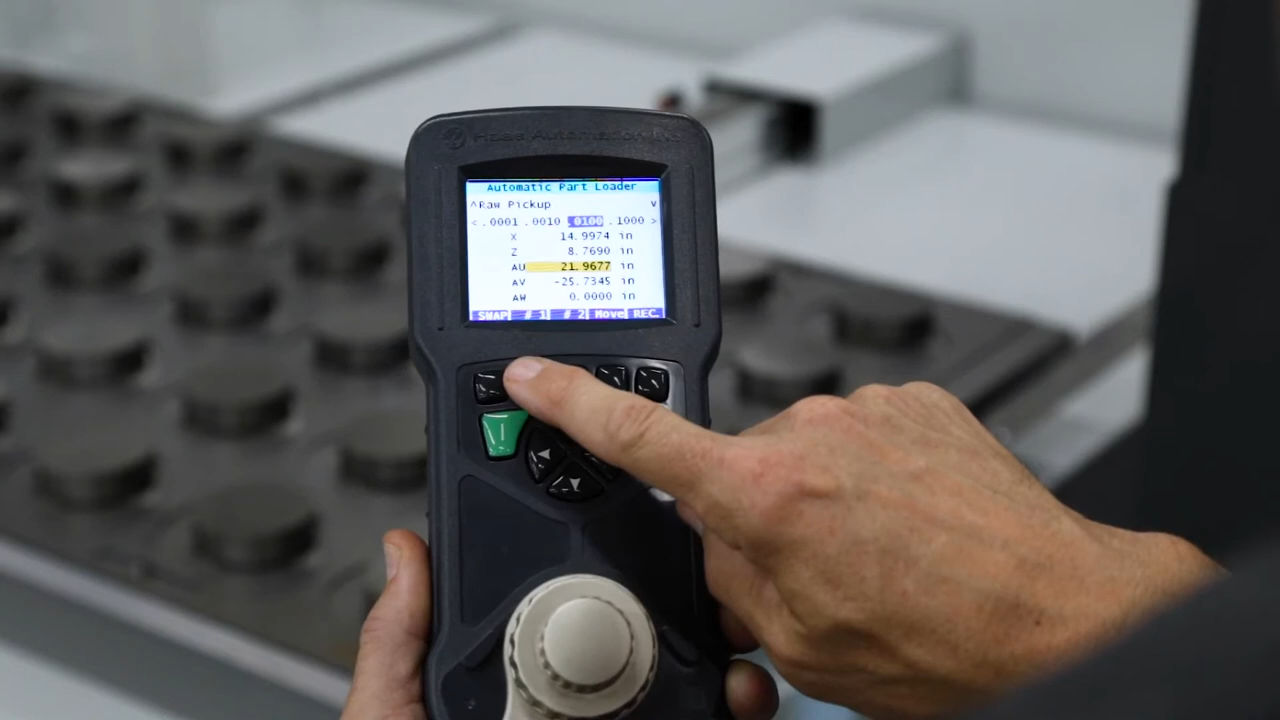 Haas Automation, Inc.
Automatic Part Loader
^Raw Pickup v
< .0001 .0010 .0100 .1000 >
X 14.9974 in
Z 8.7690 in
AU 21.9677 in
AV -25.7345 in
AW 0.0000 in
SWAP # 1 # 2 Move REC.